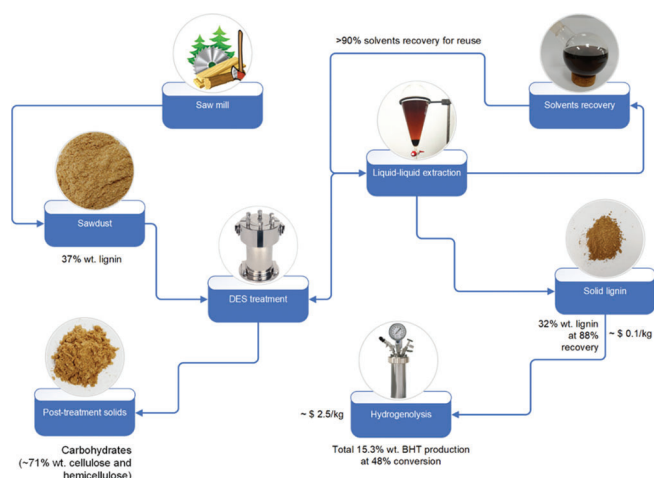 >90% solvents recovery for reuse
Saw mill
Solvents recovery
Liquid-liquid extraction
Sawdust
37% wt. lignin
DES treatment
Solid lignin
32% wt. lignin
at 88%
recovery
~ $ 0.1/kg
Post-treatment solids
Carbohydrates
(~71% wt. cellulose and
hemicellulose)
~ $ 2.5/kg
Hydrogenolysis
Total 15.3% wt. BHT production
at 48% conversion